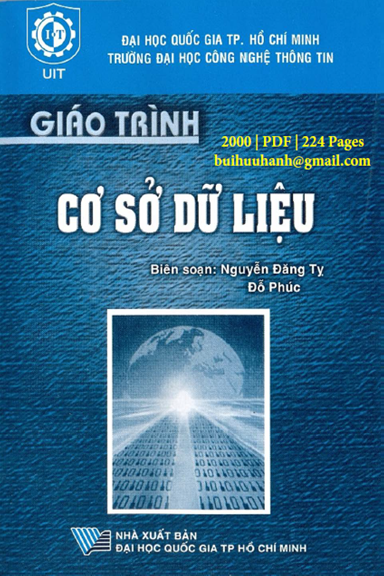 UIT
ĐẠI HỌC QUỐC GIA TP. HỒ CHÍ MINH
TRƯỜNG ĐẠI HỌC CÔNG NGHỆ THÔNG TIN
GIÁO TRÌNH
2000 | PDF | 224 Pages
buihuuhanh@gmail.com
CƠ SỞ DỮ LIỆU
Biên soạn: Nguyễn Đăng Tỵ
Đỗ Phúc
NHÀ XUẤT BẢN
ĐẠI HỌC QUỐC GIA TP HỒ CHÍ MINH